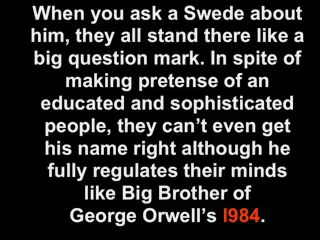 When you ask a Swede about
him, they all stand there like a
big question mark. In spite of
making pretense of an
educated and sophisticated
people, they can’t even get
his name right although he
fully regulates their minds
like Big Brother of
George Orwell’s I984.